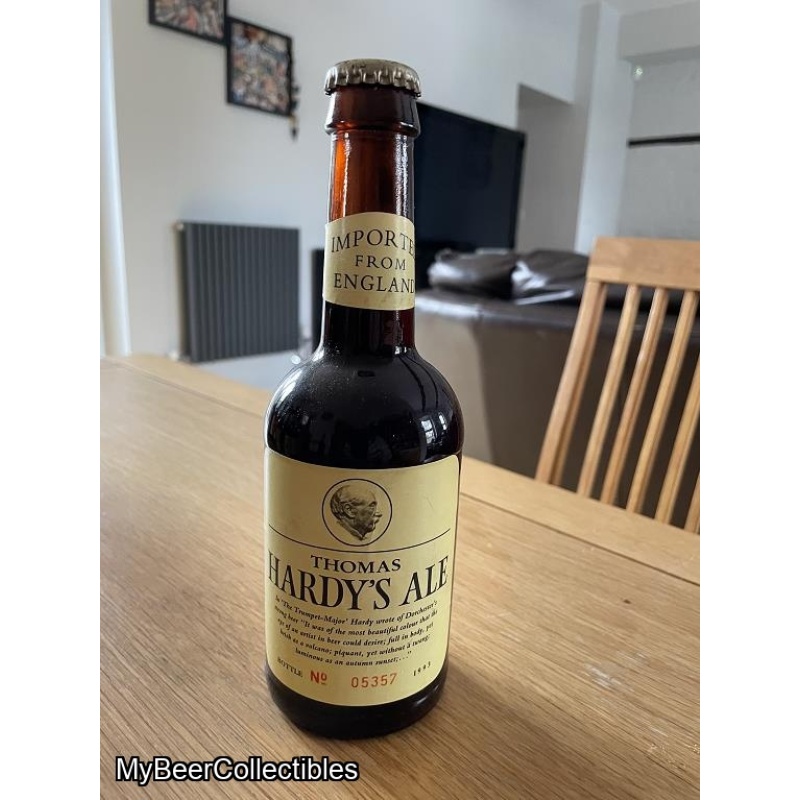 IMPORTE
FROM
ENGLAND
THOMAS
HARDY'S ALE
In 'The Trumpet-Major' Hardy wrote of Dorchester's
strong beer "It was of the most beautiful colour that the
eye of an artist in beer could desire; full in body, yet
brisk as a volcano; piquant, yet without a twang;
luminous as an autumn sunset;..."
BOTTLE Nº 05357
MyBeerCollectibles